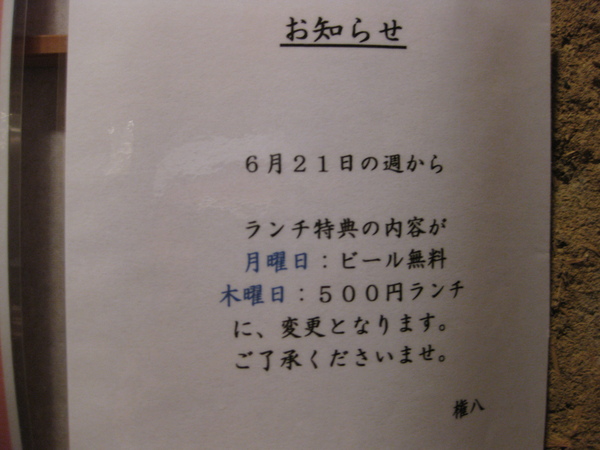 お知らせ
６月２１日の週から
ランチ特典の内容が
月曜日：ビール無料
木曜日：５００円ランチ
に、変更となります。
ご了承くださいませ。
権八